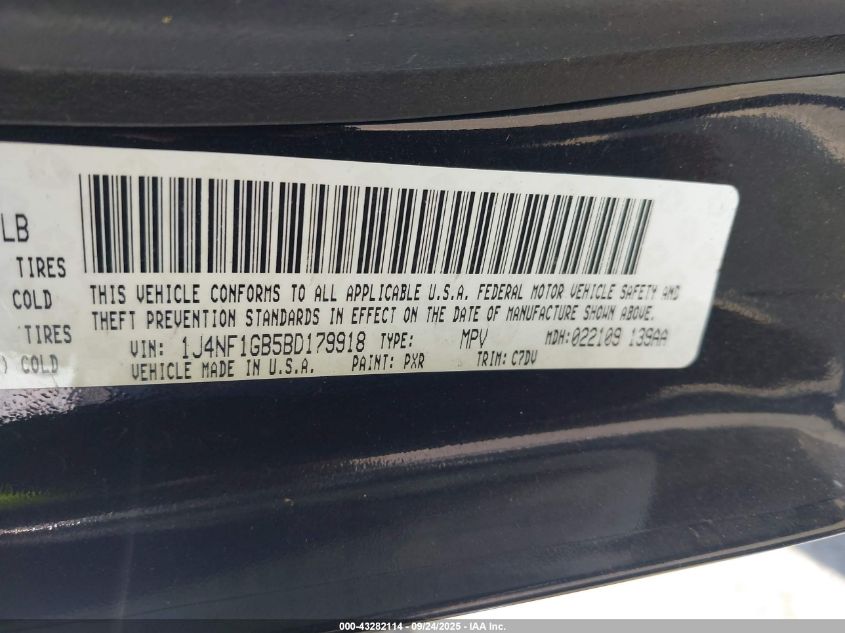 LB
TIRES
COLD
TIRES
) COLD
THIS VEHICLE CONFORMS TO ALL APPLICABLE U.S.A. FEDERAL MOTOR VEHICLE SAFETY AND
THEFT PREVENTION STANDARDS IN EFFECT ON THE DATE OF MANUFACTURE SHOWN ABOVE.
VIN: 1J4NF1GB5BD179918 TYPE: MPV MDH:022109 139AA
VEHICLE MADE IN U.S.A. PAINT: PXR TRIM: C7DV
000-43282114 - 09/24/2025 - IAA Inc.